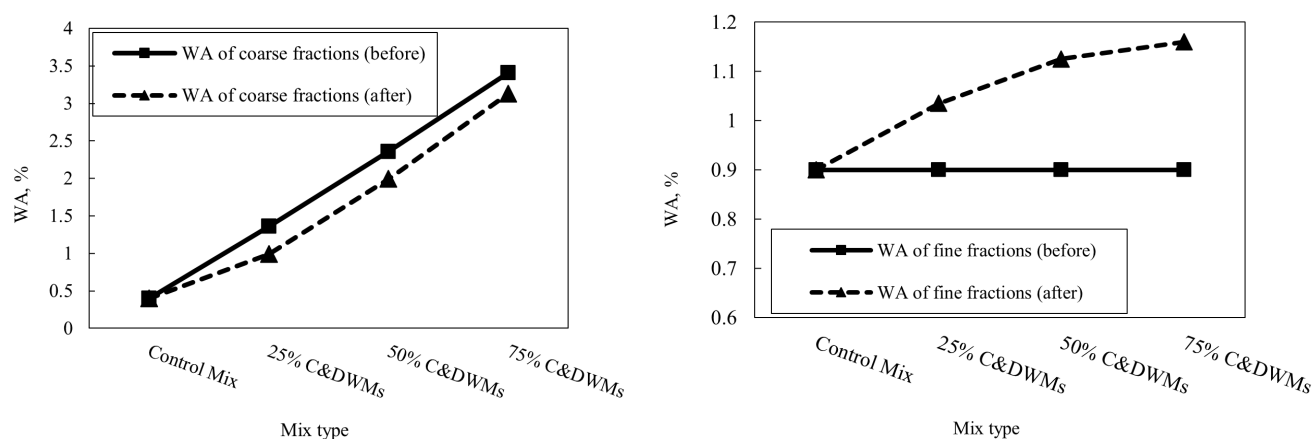 4
3.5
3
2.5
2
1.5
1
0.5
0
WA, %
WA of coarse fractions (before)
WA of coarse fractions (after)
Control Mix
25% C&DWMs
50% C&DWMs
75% C&DWMs
Mix type
1.2
1.1
1
0.9
0.8
0.7
0.6
WA, %
WA of fine fractions (before)
WA of fine fractions (after)
Control Mix
25% C&DWMs
50% C&DWMs
75% C&DWMs
Mix type